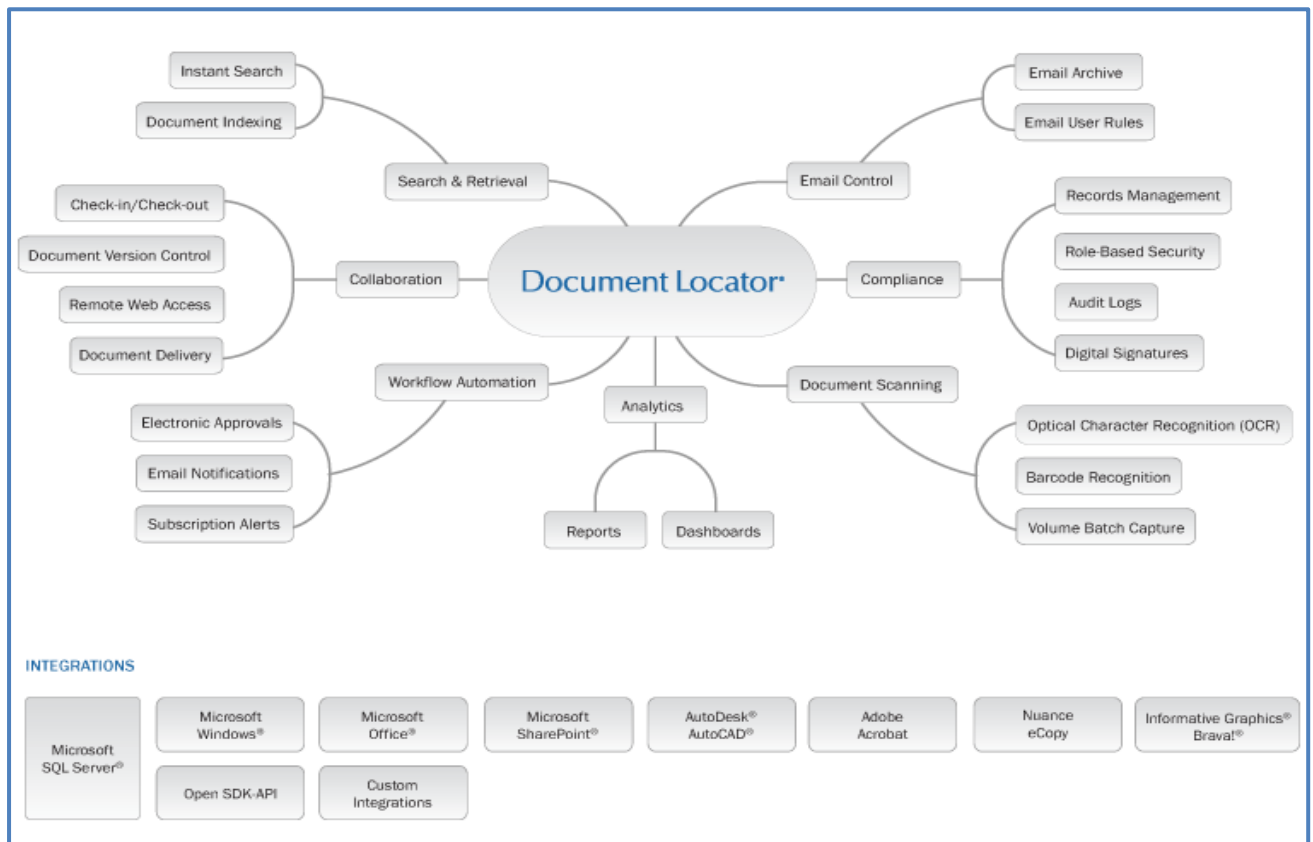 Instant Search
Document Indexing
Search & Retrieval
Email Archive
Email User Rules
Email Control
Check-in/Check-out
Document Version Control
Remote Web Access
Document Delivery
Collaboration
Document Locator
Compliance
Records Management
Role-Based Security
Audit Logs
Digital Signatures
Workflow Automation
Electronic Approvals
Email Notifications
Subscription Alerts
Analytics
Reports
Dashboards
Document Scanning
Optical Character Recognition (OCR)
Barcode Recognition
Volume Batch Capture
INTEGRATIONS
Microsoft
SQL Server®
Microsoft
Windows®
Microsoft
Office®
Microsoft
SharePoint®
AutoDesk®
AutoCAD®
Adobe
Acrobat
Nuance
eCopy
Informative Graphics®
Brava!®
Open SDK-API
Custom
Integrations